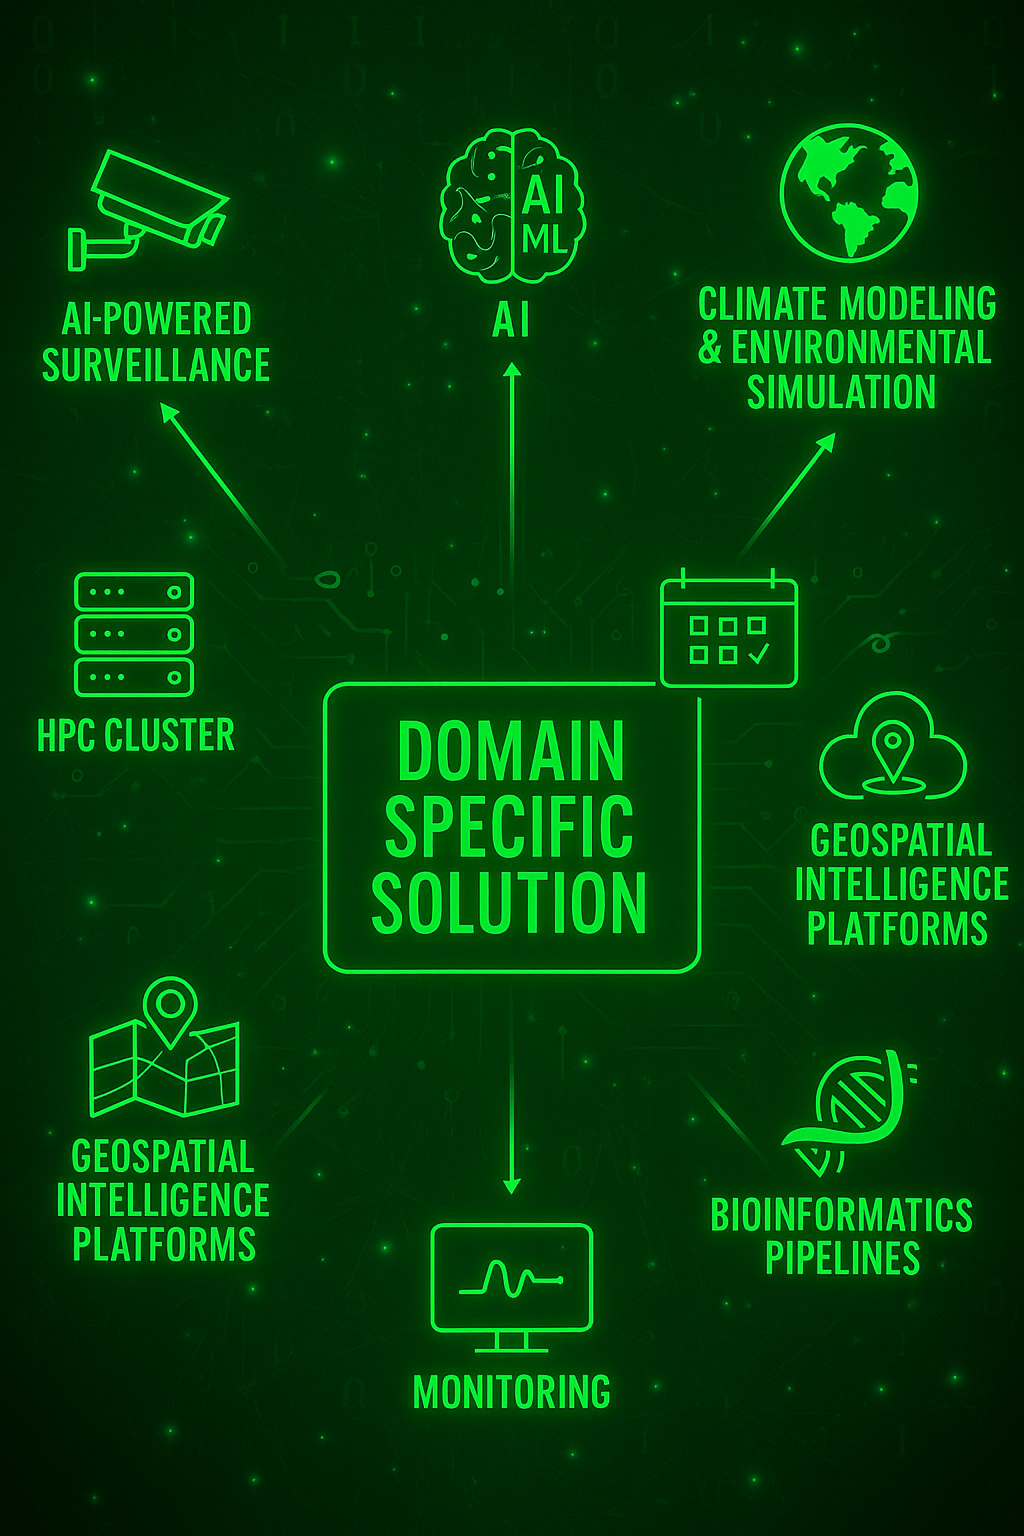 AI
ML
AI-POWERED
SURVEILLANCE
AI
CLIMATE MODELING
& ENVIRONMENTAL
SIMULATION
HPC CLUSTER
DOMAIN
SPECIFIC
SOLUTION
GEOSPATIAL
INTELLIGENCE
PLATFORMS
GEOSPATIAL
INTELLIGENCE
PLATFORMS
BIOINFORMATICS
PIPELINES
MONITORING